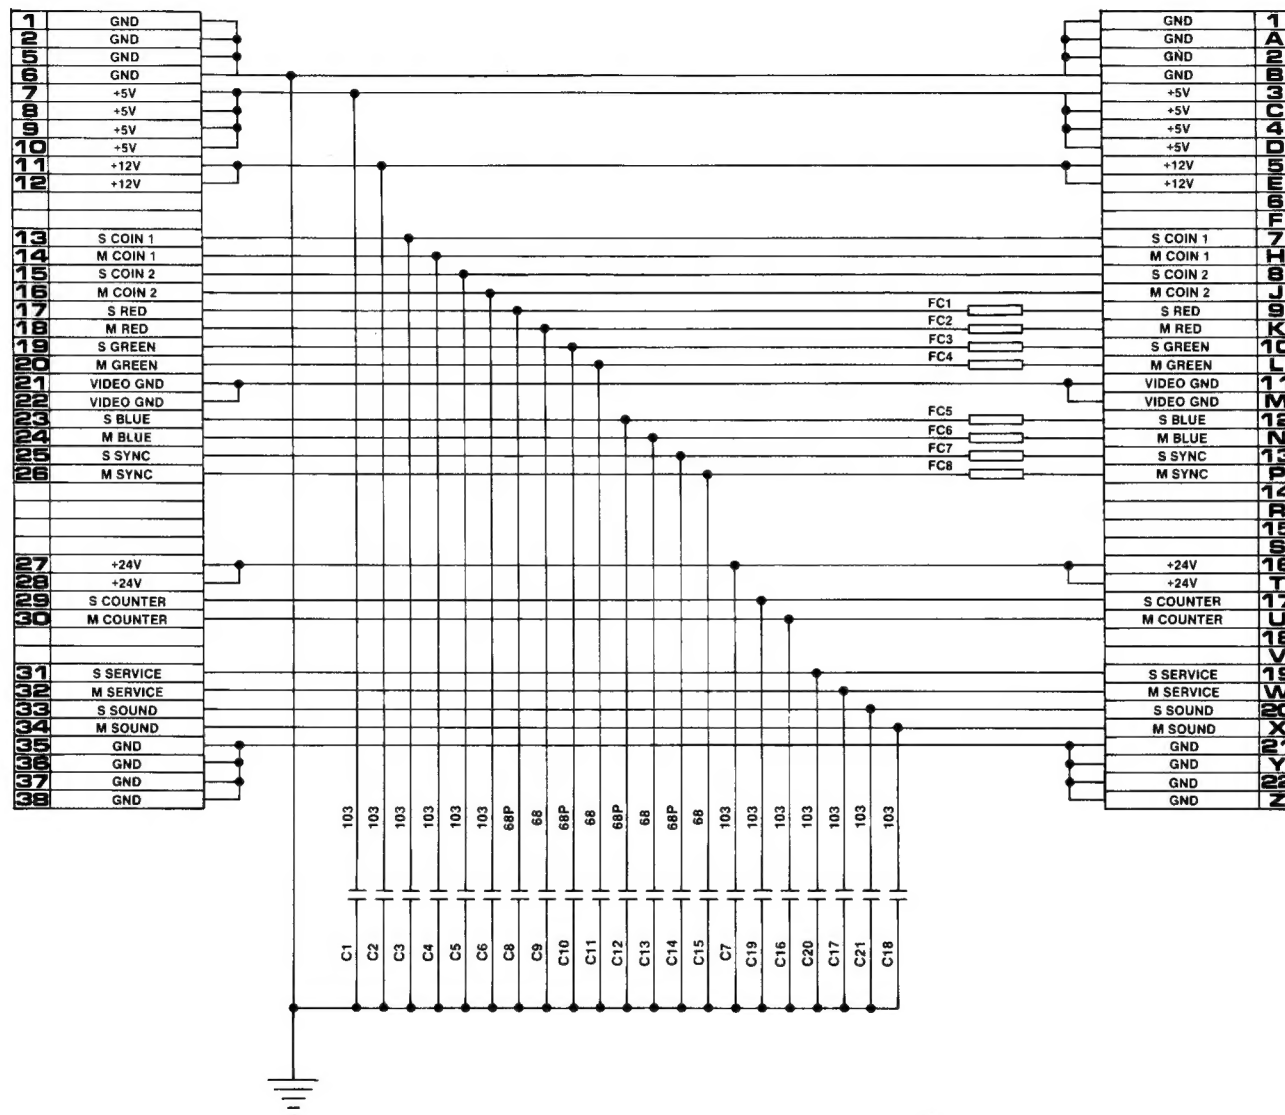 1 GND
2 GND
5 GND
6 GND
7 +5V
8 +5V
9 +5V
10 +5V
11 +12V
12 +12V
13 S COIN 1
14 M COIN 1
15 S COIN 2
16 M COIN 2
17 S RED
18 M RED
19 S GREEN
20 M GREEN
21 VIDEO GND
22 VIDEO GND
23 S BLUE
24 M BLUE
25 S SYNC
26 M SYNC
27 +24V
28 +24V
29 S COUNTER
30 M COUNTER
31 S SERVICE
32 M SERVICE
33 S SOUND
34 M SOUND
35 GND
36 GND
37 GND
38 GND
FC1
FC2
FC3
FC4
FC5
FC6
FC7
FC8
GND 1
GND A
GND 2
GND B
+5V 3
+5V C
+5V 4
+5V D
+12V 5
+12V E
6
F
S COIN 1 7
M COIN 1 H
S COIN 2 8
M COIN 2 J
S RED 9
M RED K
S GREEN 10
M GREEN L
VIDEO GND 11
VIDEO GND M
S BLUE 12
M BLUE N
S SYNC 13
M SYNC P
14
R
15
S
+24V 16
+24V T
S COUNTER 17
M COUNTER U
18
V
S SERVICE 19
M SERVICE W
S SOUND 20
M SOUND X
GND 21
GND Y
GND 22
GND Z
103 103 103 103 103 103 68P 68 68P 68 68P 68 68P 68 103 103 103 103 103 103 103
C1 C2 C3 C4 C5 C6 C8 C9 C10 C11 C12 C13 C14 C15 C7 C19 C16 C20 C17 C21 C18